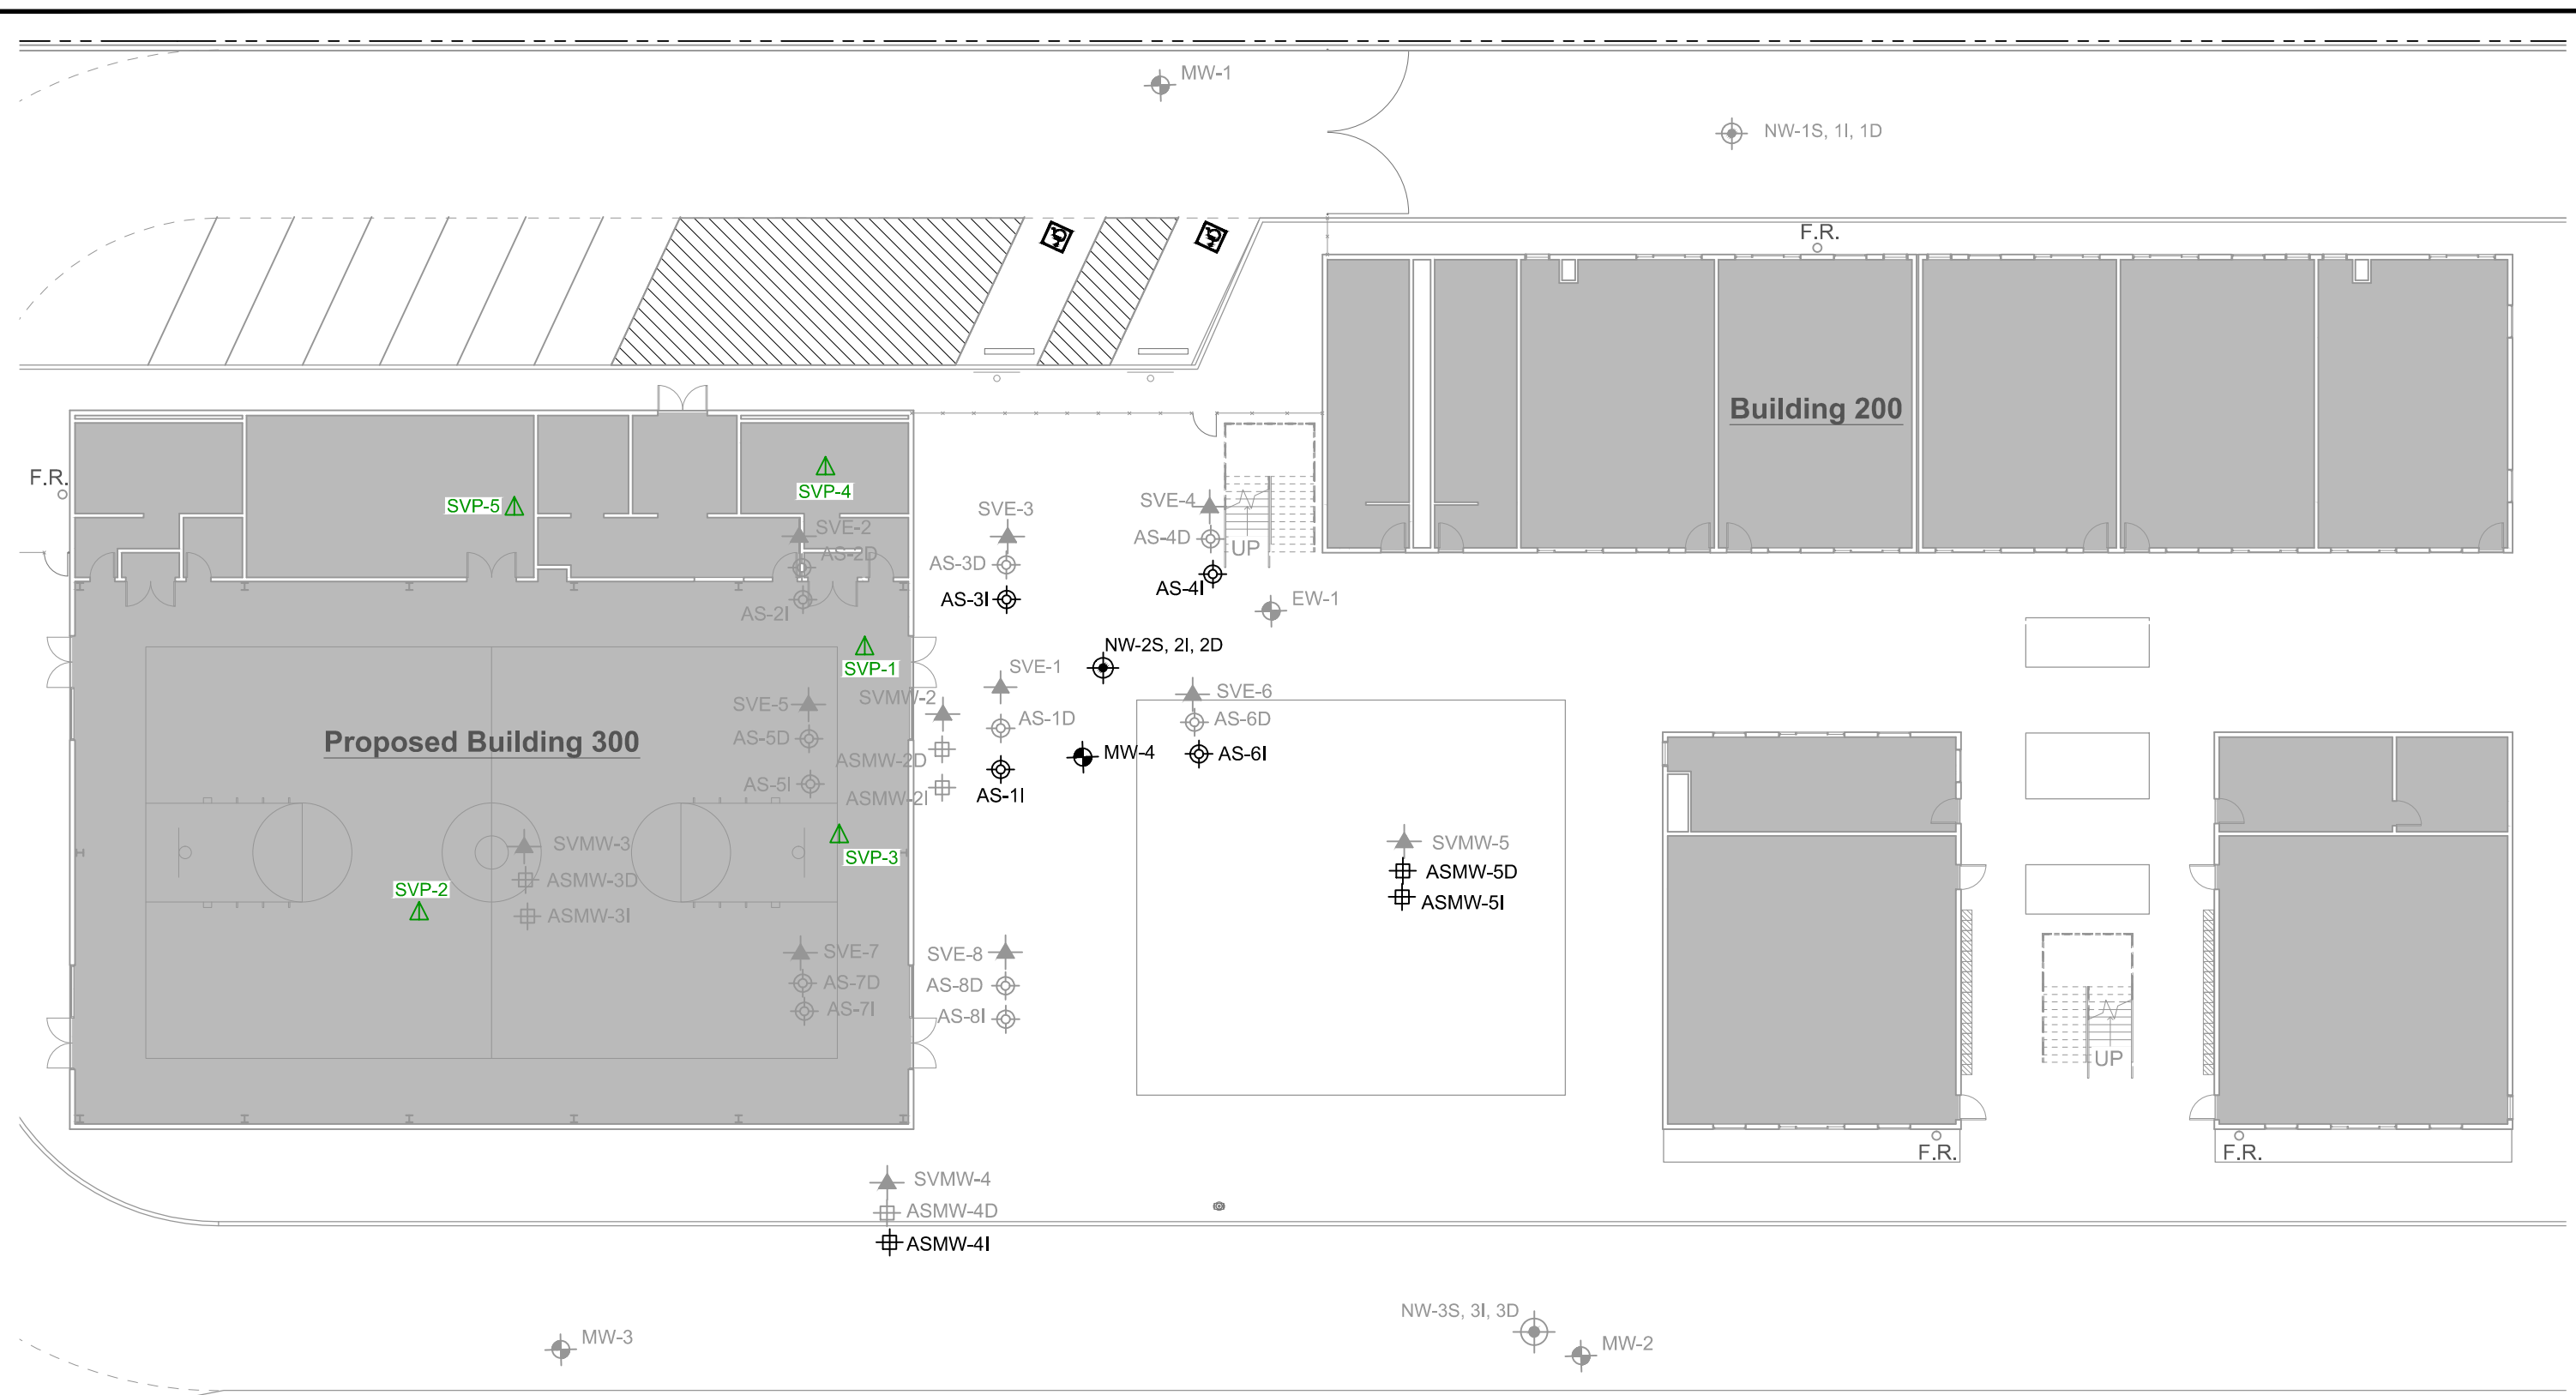 MW-1
NW-1S, 1I, 1D
F.R.
Building 200
F.R.
SVP-5
SVP-4
SVE-2
AS-2D
AS-2I
SVE-3
AS-3D
AS-3I
SVE-4
AS-4D
AS-4I
UP
EW-1
NW-2S, 2I, 2D
SVP-1
SVE-1
SVMW-2
SVE-5
AS-5D
AS-5I
AS-1D
ASMW-2D
ASMW-2I
AS-1I
MW-4
SVE-6
AS-6D
AS-6I
Proposed Building 300
SVMW-3
ASMW-3D
ASMW-3I
SVP-2
SVP-3
SVMW-5
ASMW-5D
ASMW-5I
SVE-7
AS-7D
AS-7I
SVE-8
AS-8D
AS-8I
UP
F.R.
F.R.
SVMW-4
ASMW-4D
ASMW-4I
NW-3S, 3I, 3D
MW-3
MW-2